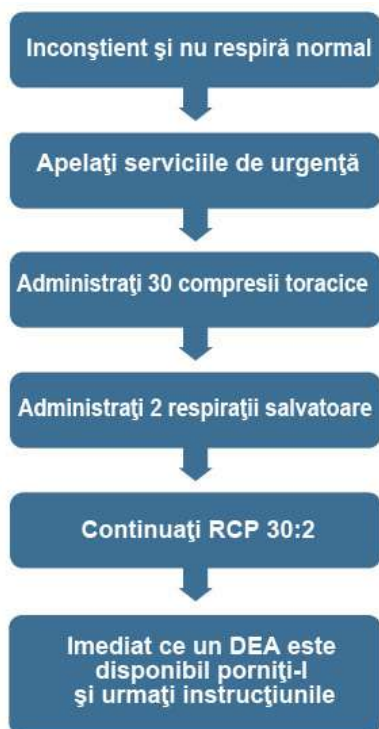 Inconştient şi nu respiră normal
Apelaţi serviciile de urgenţă
Administraţi 30 compresii toracice
Administraţi 2 respiraţii salvatoare
Continuaţi RCP 30:2
Imediat ce un DEA este
disponibil porniţi-l
şi urmaţi instrucţiunile